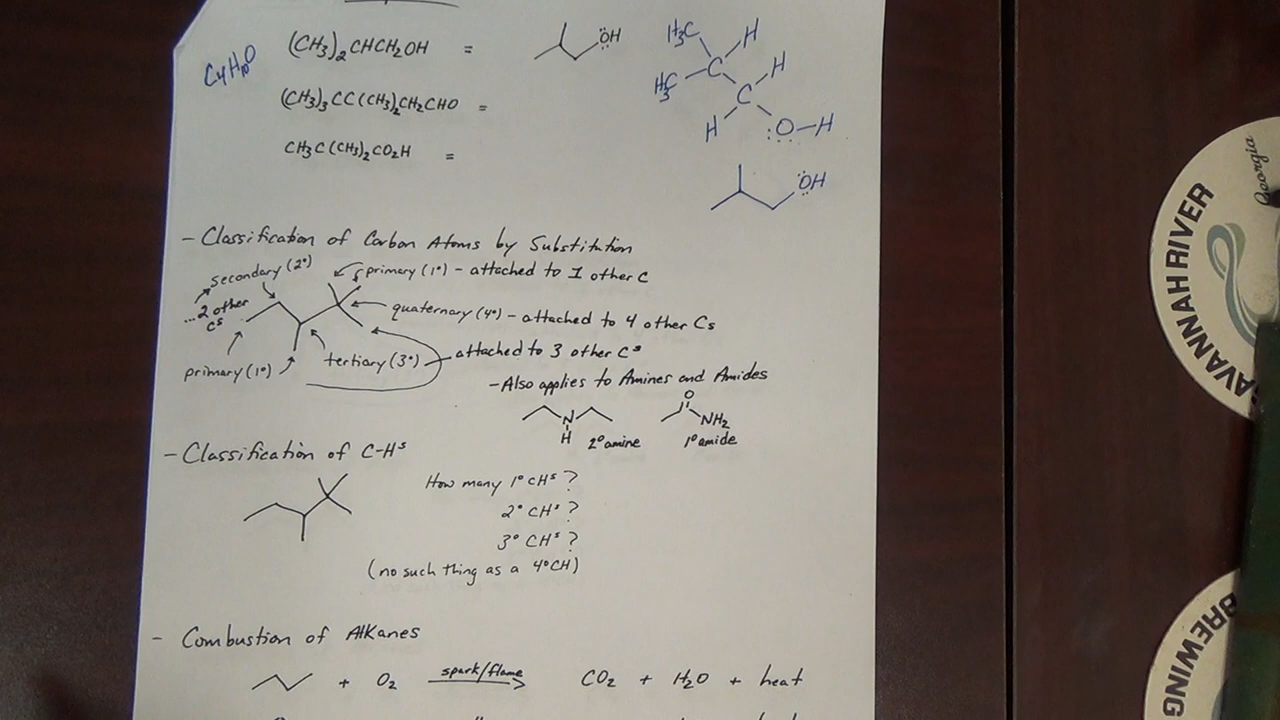 C4H10O
(CH3)2CHCH2OH = ÖH
H3C H
H3C C H
C
H :O–H
(CH3)3CC(CH3)2CH2CHO =
CH3C(CH3)2CO2H =
ÖH
- Classification of Carbon Atoms by Substitution
secondary (2°) primary (1°) - attached to 1 other C
...2 other Cs
quaternary (4°) - attached to 4 other Cs
primary (1°) tertiary (3°) attached to 3 other Cs
- Also applies to Amines and Amides
O
N NH2
H 2° amine 1° amide
- Classification of C-Hs
How many 1° CHs?
2° CHs?
3° CHs?
(no such thing as a 4° CH)
- Combustion of Alkanes
+ O2 spark/flame CO2 + H2O + heat
Georgia
SAVANNAH RIVER
BREWING